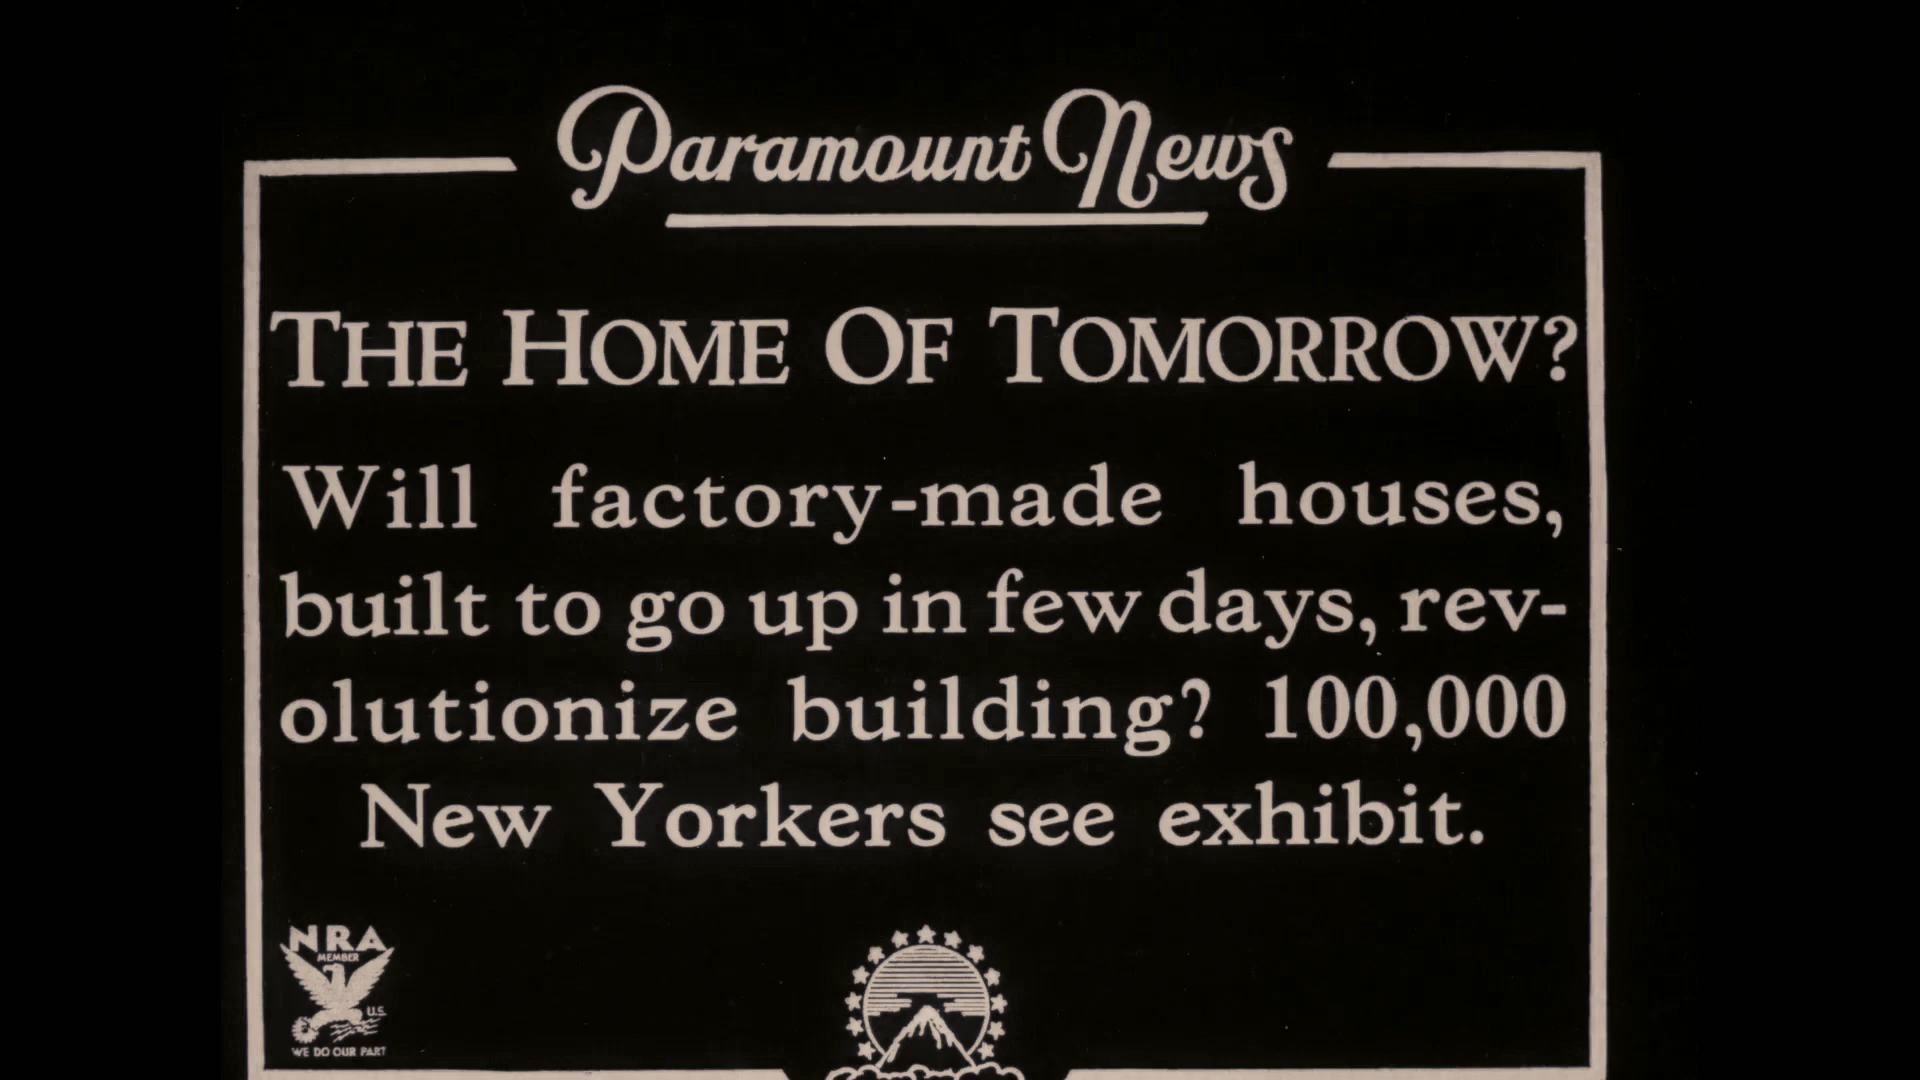 Paramount News
THE HOME OF TOMORROW?
Will factory-made houses,
built to go up in few days, rev-
olutionize building? 100,000
New Yorkers see exhibit.
NRA
MEMBER
U.S.
WE DO OUR PART